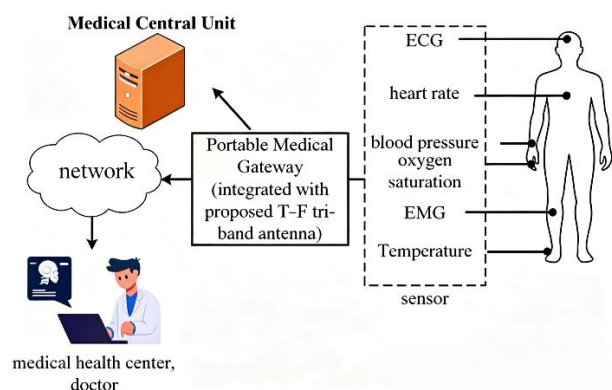 Medical Central Unit
network
medical health center,
doctor
Portable Medical
Gateway
(integrated with
proposed T-F tri-
band antenna)
ECG
heart rate
blood pressure
oxygen
saturation
EMG
Temperature
sensor